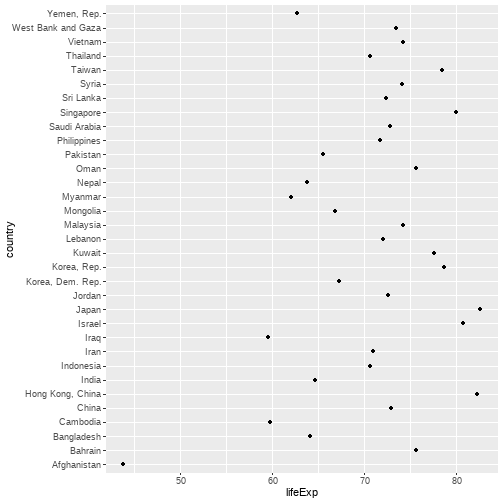 Yemen, Rep.
West Bank and Gaza
Vietnam
Thailand
Taiwan
Syria
Sri Lanka
Singapore
Saudi Arabia
Philippines
Pakistan
Oman
Nepal
Myanmar
Mongolia
Malaysia
Lebanon
Kuwait
Korea, Rep.
Korea, Dem. Rep.
Jordan
Japan
Israel
Iraq
Iran
Indonesia
India
Hong Kong, China
China
Cambodia
Bangladesh
Bahrain
Afghanistan
country
50 60 70 80
lifeExp